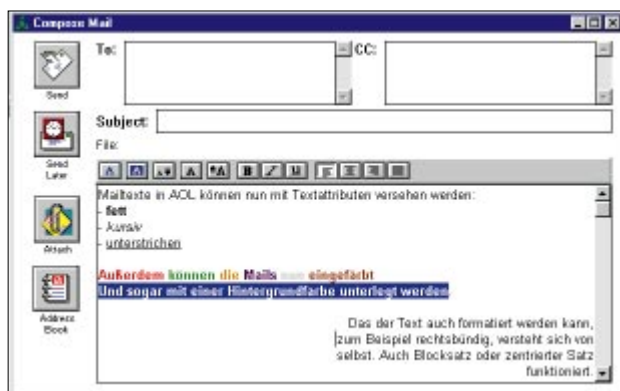 Compose Mail
To:
CC:
Send
Subject:
File:
Send
Later
A A A A A B I U
Mailtexte in AOL können nun mit Textattributen versehen werden:
- fett
- kursiv
- unterstrichen
Attach
Außerdem können die Mails nun eingefärbt
Und sogar mit einer Hintergrundfarbe unterlegt werden
Address
Book
Das der Text auch formatiert werden kann,
zum Beispiel rechtsbündig, versteht sich von
selbst. Auch Blocksatz oder zentrierter Satz
funktioniert.